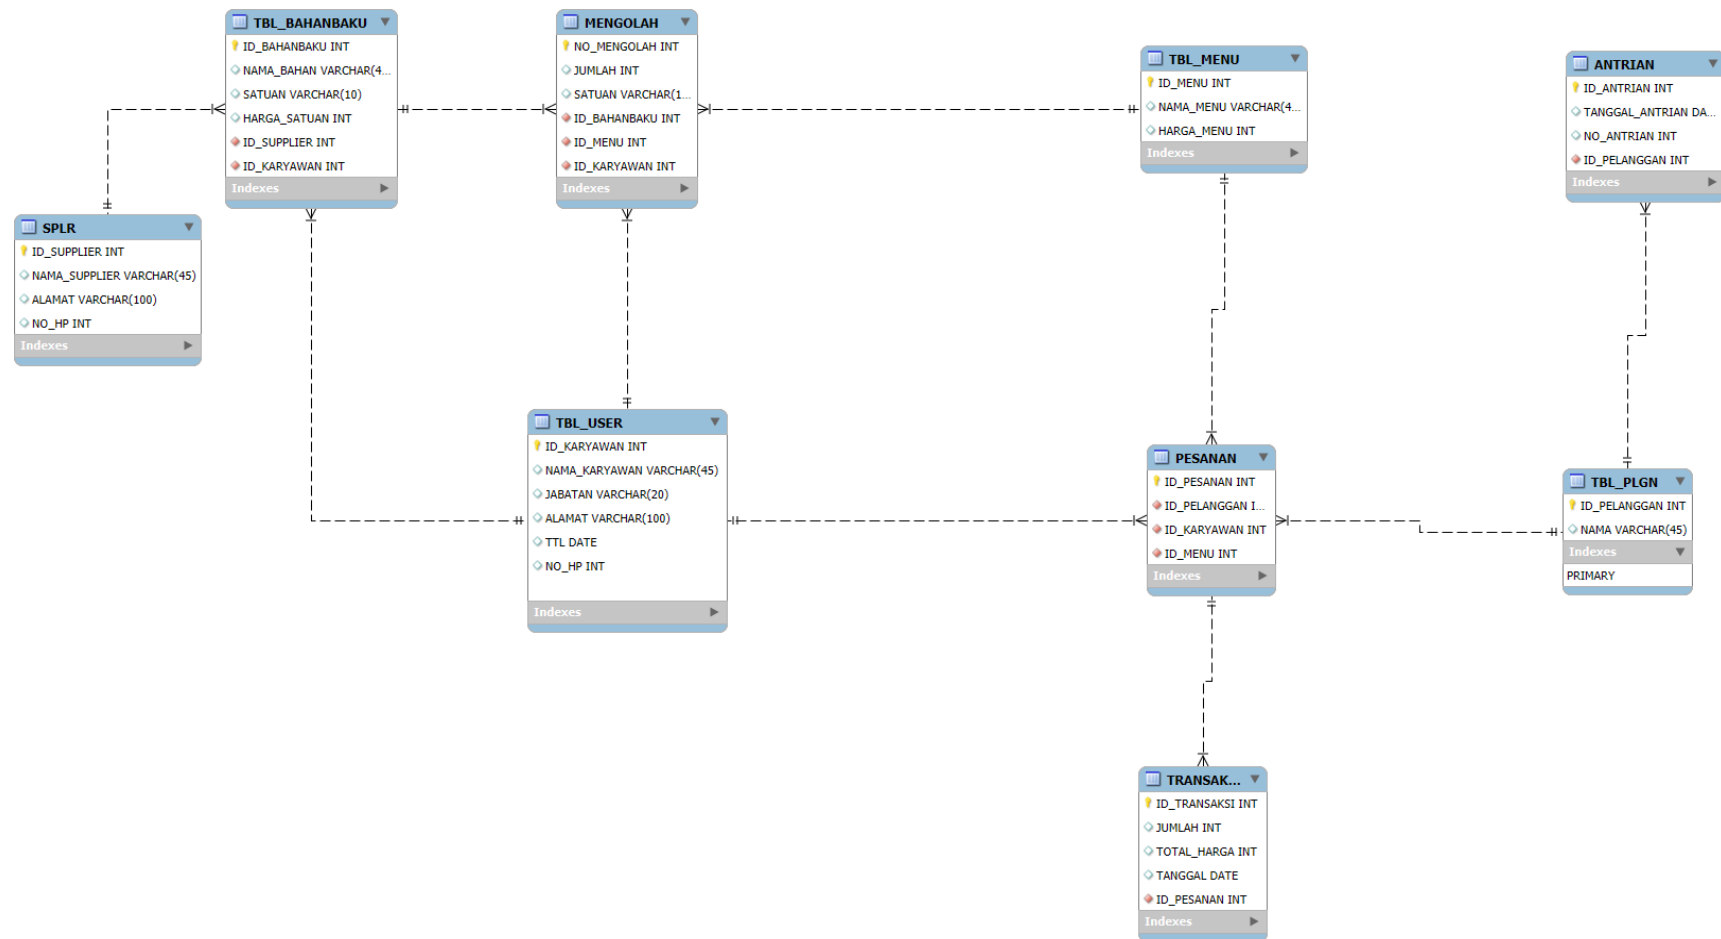 TBL_BAHANBAKU
ID_BAHANBAKU INT
NAMA_BAHAN VARCHAR(4...
SATUAN VARCHAR(10)
HARGA_SATUAN INT
ID_SUPPLIER INT
ID_KARYAWAN INT
Indexes
MENGOLAH
NO_MENGOLAH INT
JUMLAH INT
SATUAN VARCHAR(1...
ID_BAHANBAKU INT
ID_MENU INT
ID_KARYAWAN INT
Indexes
TBL_MENU
ID_MENU INT
NAMA_MENU VARCHAR(4...
HARGA_MENU INT
Indexes
ANTRIAN
ID_ANTRIAN INT
TANGGAL_ANTRIAN DA...
NO_ANTRIAN INT
ID_PELANGGAN INT
Indexes
SPLR
ID_SUPPLIER INT
NAMA_SUPPLIER VARCHAR(45)
ALAMAT VARCHAR(100)
NO_HP INT
Indexes
TBL_USER
ID_KARYAWAN INT
NAMA_KARYAWAN VARCHAR(45)
JABATAN VARCHAR(20)
ALAMAT VARCHAR(100)
TTL DATE
NO_HP INT
Indexes
PESANAN
ID_PESANAN INT
ID_PELANGGAN I...
ID_KARYAWAN INT
ID_MENU INT
Indexes
TBL_PLGN
ID_PELANGGAN INT
NAMA VARCHAR(45)
Indexes
PRIMARY
TRANSAK...
ID_TRANSAKSI INT
JUMLAH INT
TOTAL_HARGA INT
TANGGAL DATE
ID_PESANAN INT
Indexes